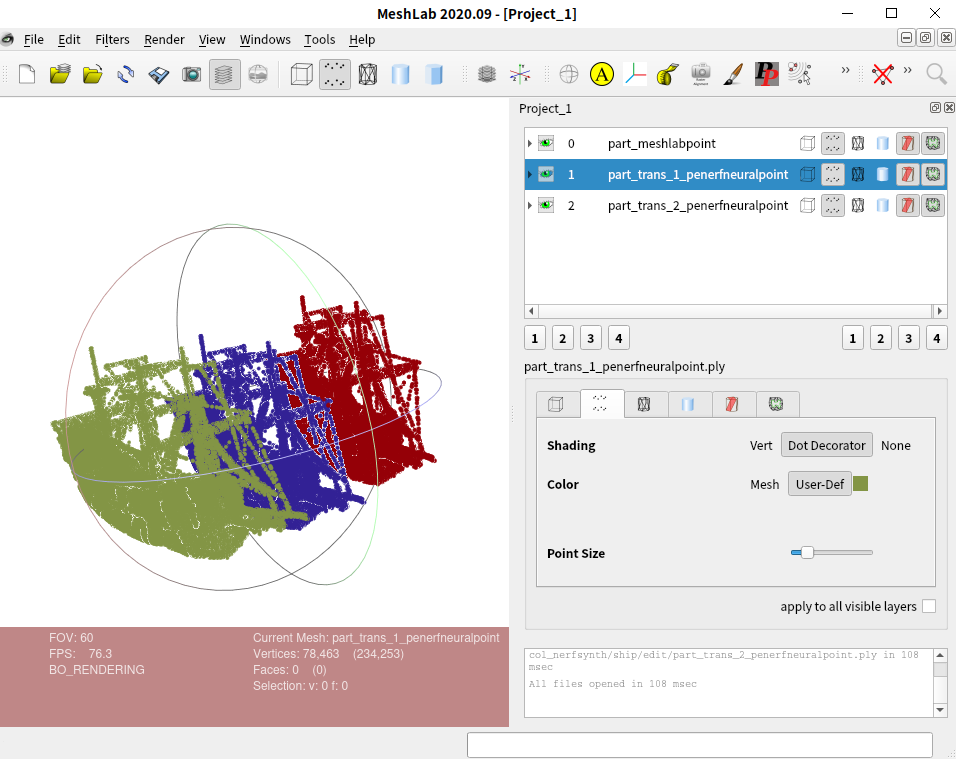 MeshLab 2020.09 - [Project_1]
File Edit Filters Render View Windows Tools Help
A
PP
Project_1
0 part_meshlabpoint
1 part_trans_1_penerfneuralpoint
2 part_trans_2_penerfneuralpoint
1 2 3 4 1 2 3 4
part_trans_1_penerfneuralpoint.ply
Shading Vert Dot Decorator None
Color Mesh User-Def
Point Size
apply to all visible layers
col_nerfsynth/ship/edit/part_trans_2_penerfneuralpoint.ply in 108
msec
All files opened in 108 msec
FOV: 60
FPS: 76.3
BO_RENDERING
Current Mesh: part_trans_1_penerfneuralpoint
Vertices: 78,463 (234,253)
Faces: 0 (0)
Selection: v: 0 f: 0